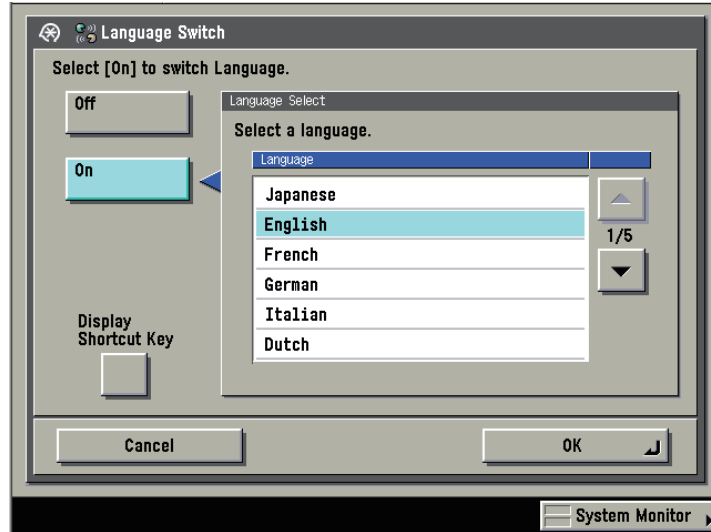 Language Switch
Select [On] to switch Language.
Off
On
Language Select
Select a language.
Language
Japanese
English
French
German
Italian
Dutch
1/5
Display
Shortcut Key
Cancel
OK
System Monitor